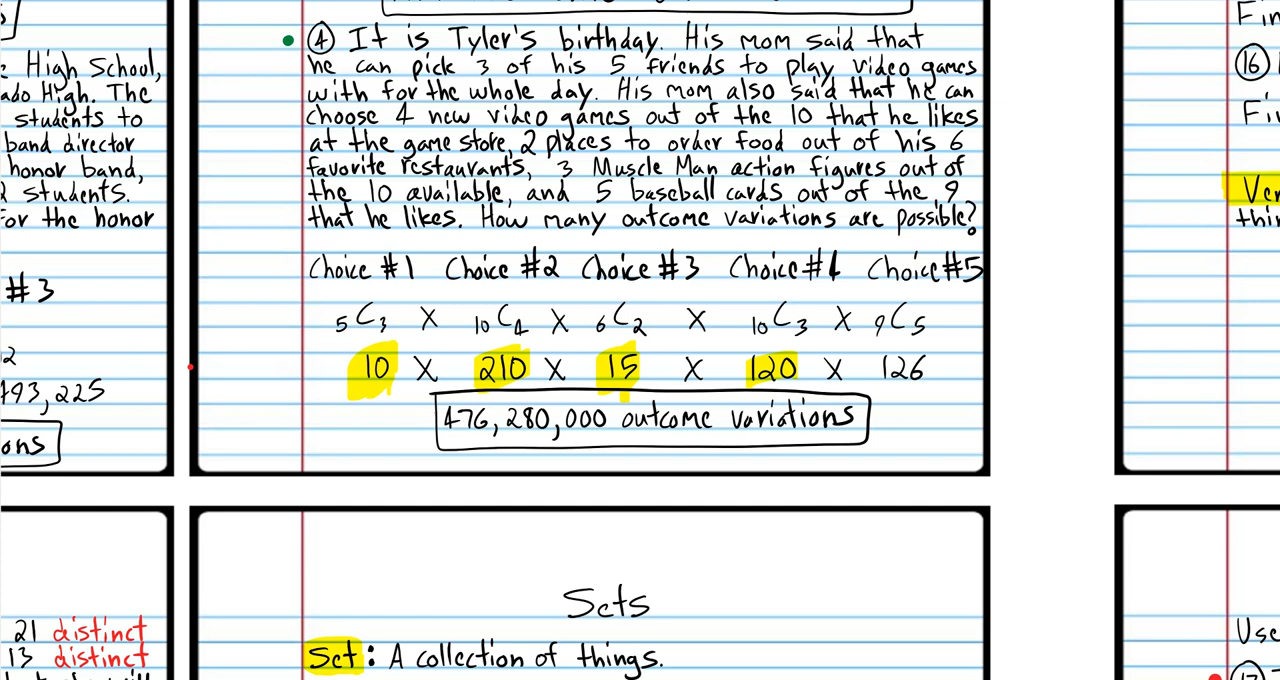 ④ It is Tyler's birthday. His mom said that
he can pick 3 of his 5 friends to play video games
with for the whole day. His mom also said that he can
choose 4 new video games out of the 10 that he likes
at the game store, 2 places to order food out of his 6
favorite restaurants, 3 Muscle Man action figures out of
the 10 available, and 5 baseball cards out of the 9
that he likes. How many outcome variations are possible?
Choice #1 Choice #2 Choice #3 Choice #4 Choice #5
5C3 X 10C4 X 6C2 X 10C3 X 9C5
10 X 210 X 15 X 120 X 126
476,280,000 outcome variations
Sets
Set: A collection of things.
High School,
High. The
students to
band director
honor band,
students.
for the honor
#3
2
93,225
21 distinct
13 distinct
⑯